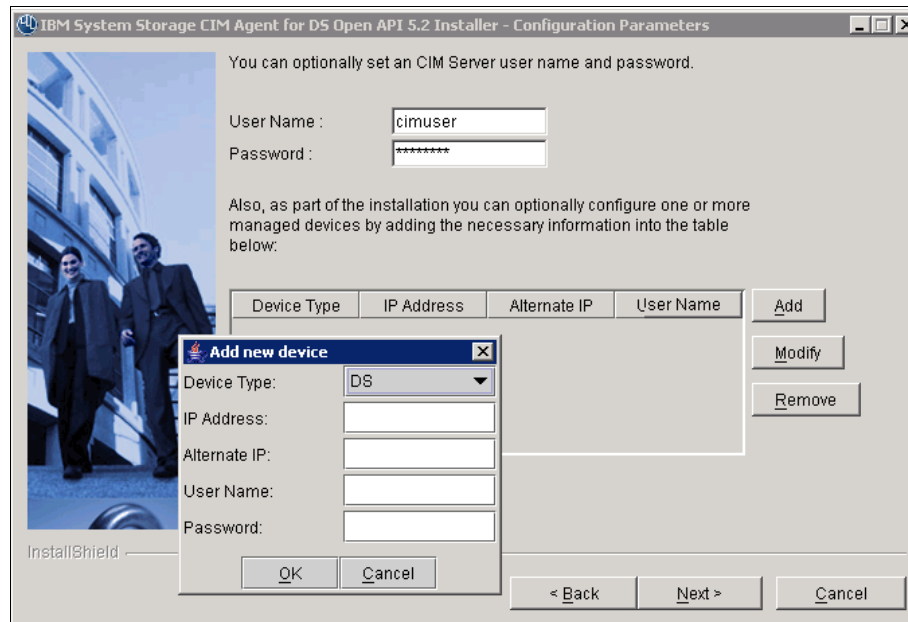 IBM System Storage CIM Agent for DS Open API 5.2 Installer - Configuration Parameters
You can optionally set an CIM Server user name and password.
User Name :
cimuser
Password :
********
Also, as part of the installation you can optionally configure one or more
managed devices by adding the necessary information into the table
below:
Device Type
IP Address
Alternate IP
User Name
Add
Modify
Remove
Add new device
Device Type:
DS
IP Address:
Alternate IP:
User Name:
Password:
OK
Cancel
InstallShield
< Back
Next >
Cancel